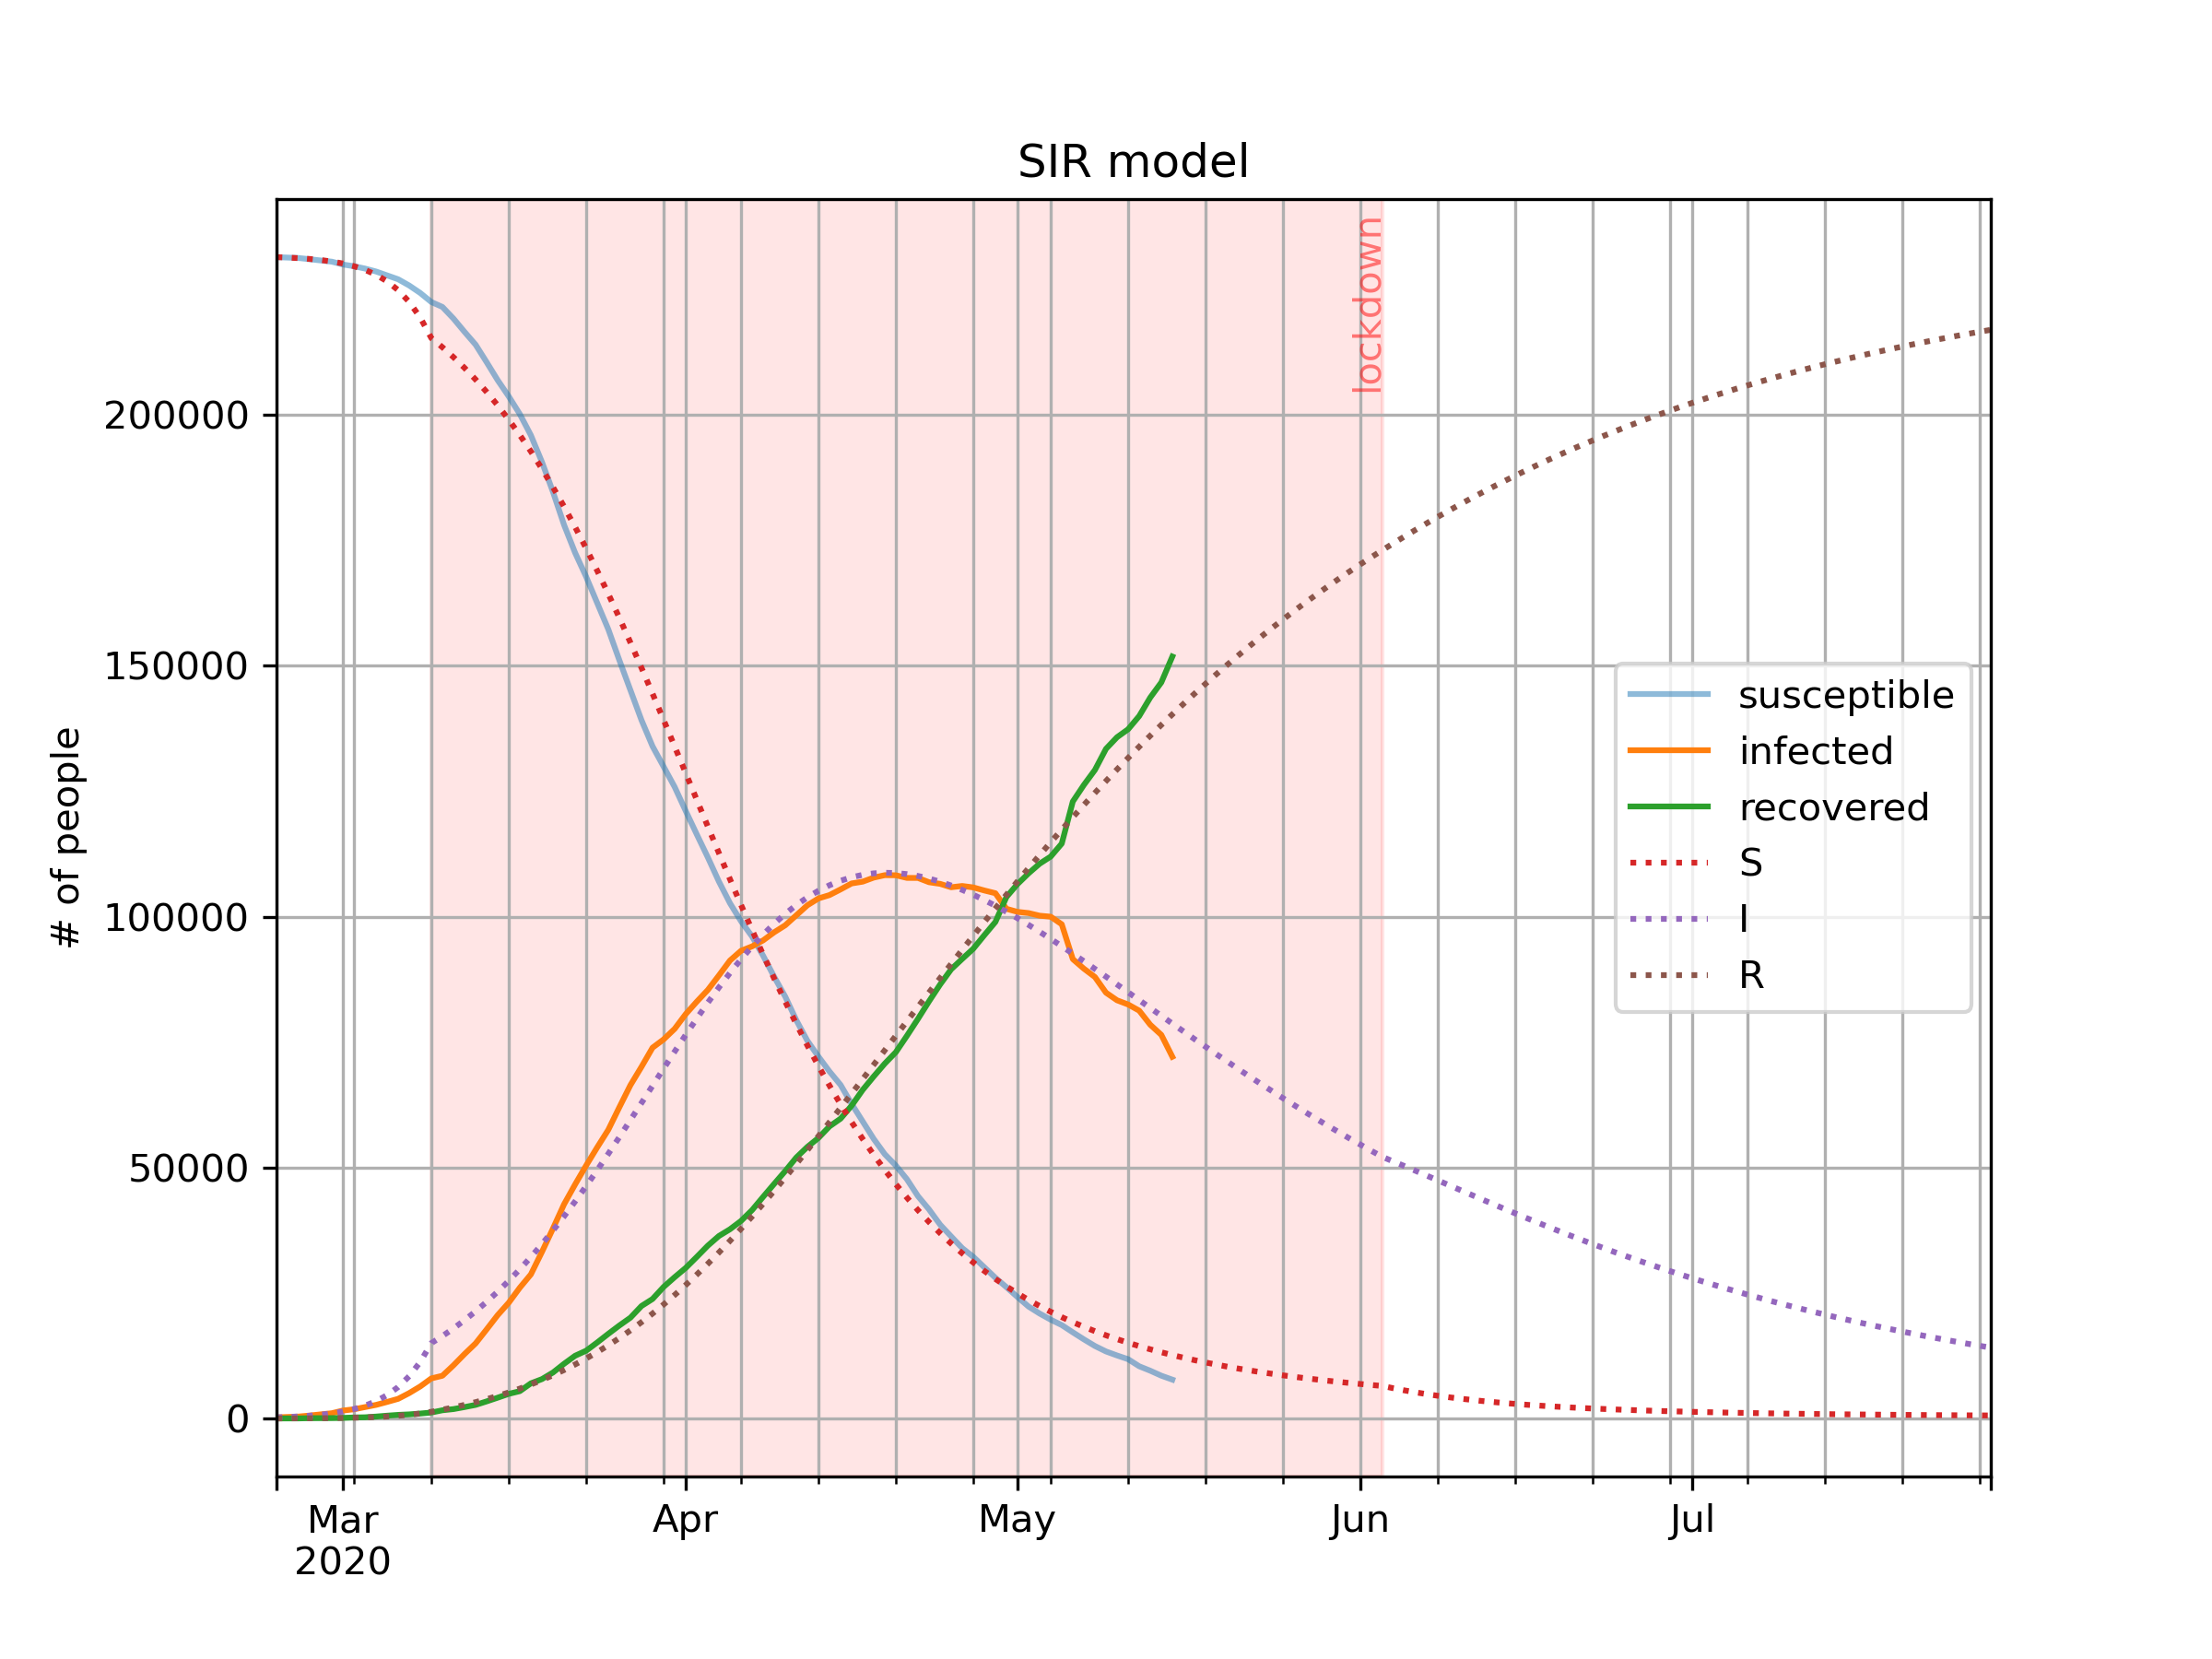 SIR model
lockdown
# of people
200000
150000
100000
50000
0
susceptible
infected
recovered
S
I
R
Mar
2020
Apr
May
Jun
Jul